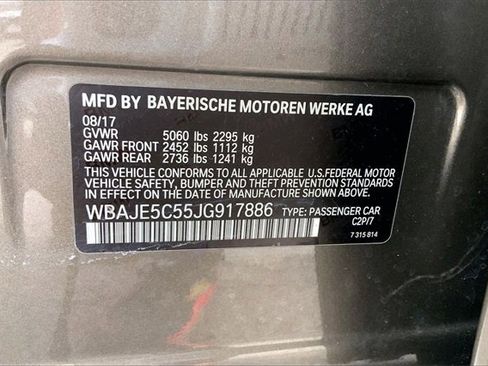 MFD BY BAYERISCHE MOTOREN WERKE AG
08/17
GVWR 5060 lbs 2295 kg
GAWR FRONT 2452 lbs 1112 kg
GAWR REAR 2736 lbs 1241 kg
THIS VEHICLE CONFORMS TO ALL APPLICABLE U.S.FEDERAL MOTOR
VEHICLE SAFETY, BUMPER, AND THEFT PREVENTION STANDARDS
IN EFFECT ON THE DATE OF MANUFACTURE SHOWN ABOVE.
WBAJE5C55JG917886 TYPE: PASSENGER CAR
C2P/7
7 315 814